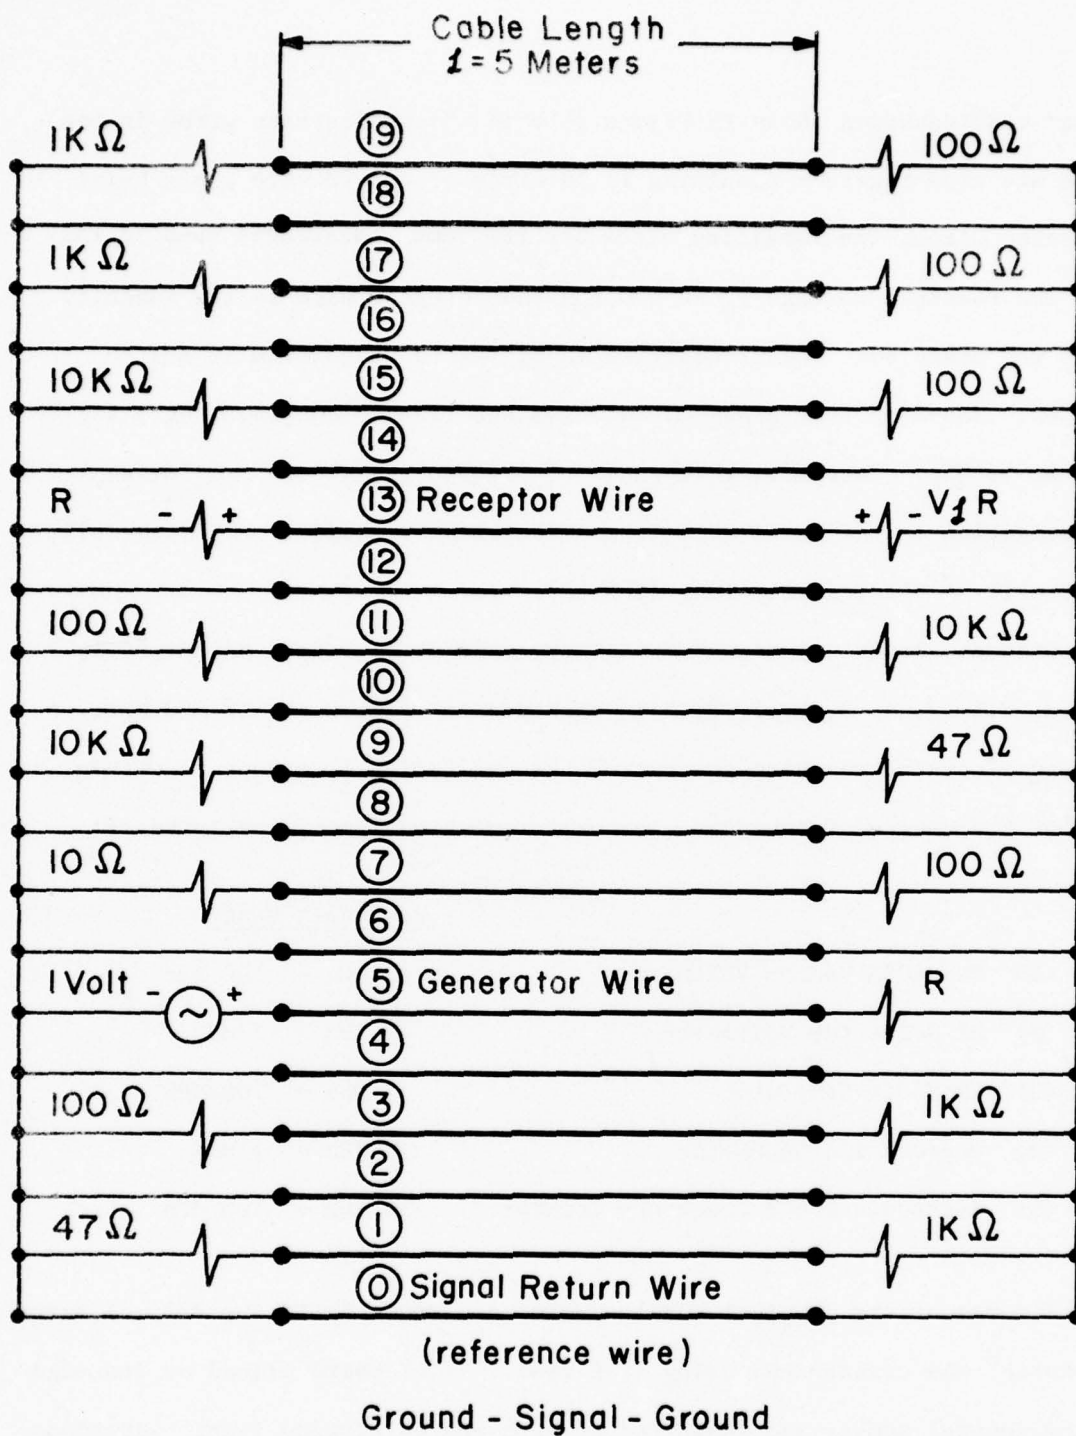 Cable Length
ℓ = 5 Meters
1K Ω ⑲ 100 Ω
⑱
1K Ω ⑰ 100 Ω
⑯
10K Ω ⑮ 100 Ω
⑭
R - + ⑬ Receptor Wire + - Vℓ R
⑫
100 Ω ⑪ 10K Ω
⑩
10K Ω ⑨ 47 Ω
⑧
10 Ω ⑦ 100 Ω
⑥
1 Volt - + ⑤ Generator Wire R
④
100 Ω ③ 1K Ω
②
47 Ω ① 1K Ω
⓪ Signal Return Wire
(reference wire)
Ground - Signal - Ground